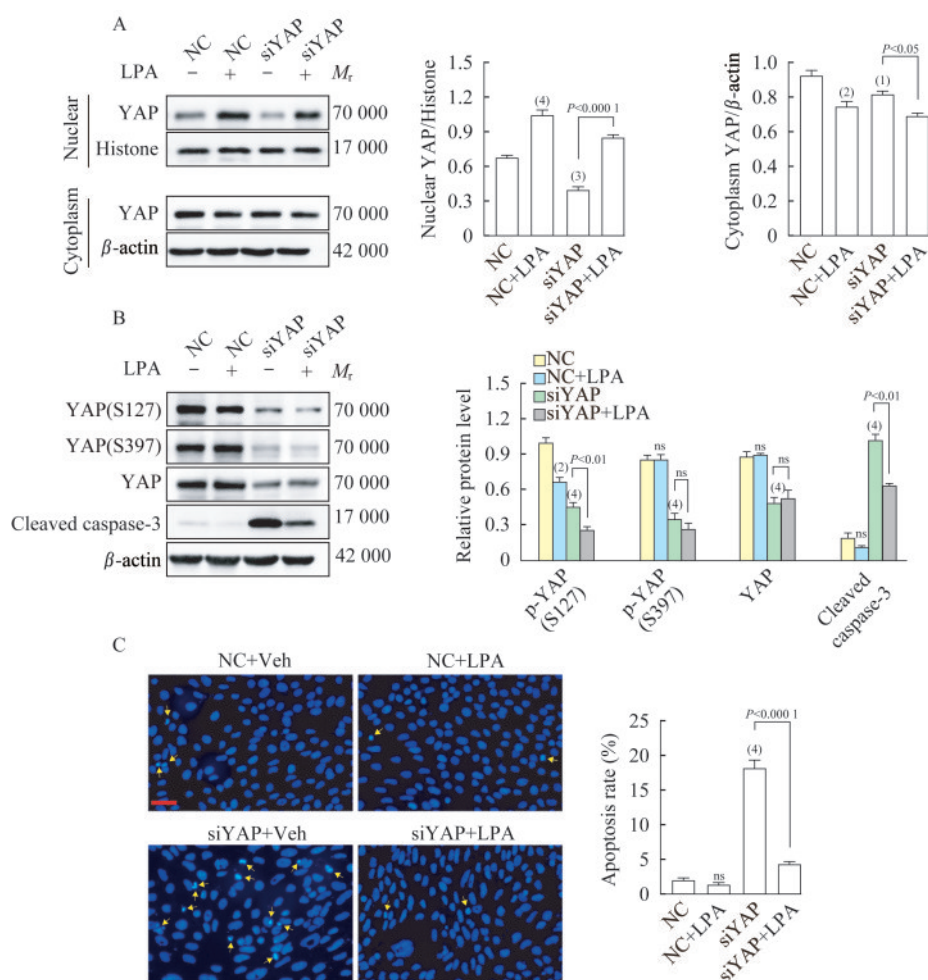 A
NC NC siYAP siYAP
LPA − + − + Mr
Nuclear
YAP 70 000
Histone 17 000
Cytoplasm
YAP 70 000
β-actin 42 000
Nuclear YAP/Histone
1.5
1.2
0.9
0.6
0.3
0
(4)
P<0.000 1
(3)
NC
NC+LPA
siYAP
siYAP+LPA
Cytoplasm YAP/β-actin
1.0
0.8
0.6
0.4
0.2
0
(2)
(1)
P<0.05
NC
NC+LPA
siYAP
siYAP+LPA
B
NC NC siYAP siYAP
LPA − + − + Mr
YAP(S127) 70 000
YAP(S397) 70 000
YAP 70 000
Cleaved caspase-3 17 000
β-actin 42 000
NC
NC+LPA
siYAP
siYAP+LPA
Relative protein level
1.5
1.2
0.9
0.6
0.3
0
(2)
(4)
P<0.01
ns
(4)
ns
ns
(4)
ns
ns
(4)
P<0.01
p-YAP
(S127)
p-YAP
(S397)
YAP
Cleaved
caspase-3
C
NC+Veh NC+LPA
siYAP+Veh siYAP+LPA
Apoptosis rate (%)
25
20
15
10
5
0
ns
(4)
P<0.000 1
NC
NC+LPA
siYAP
siYAP+LPA